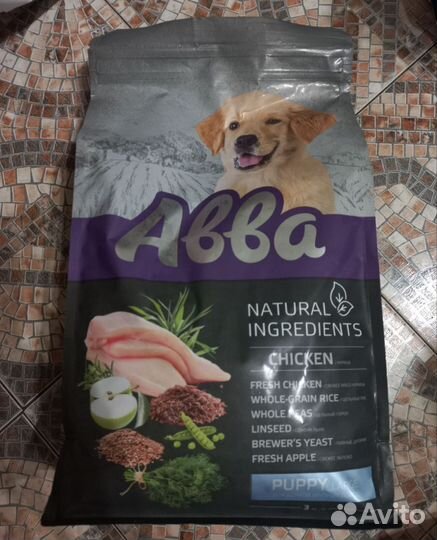 Авва
NATURAL
INGREDIENTS
CHICKEN
FRESH CHICKEN
WHOLE-GRAIN RICE
WHOLE PEAS
LINSEED
BREWER'S YEAST
FRESH APPLE
PUPPY
Avito